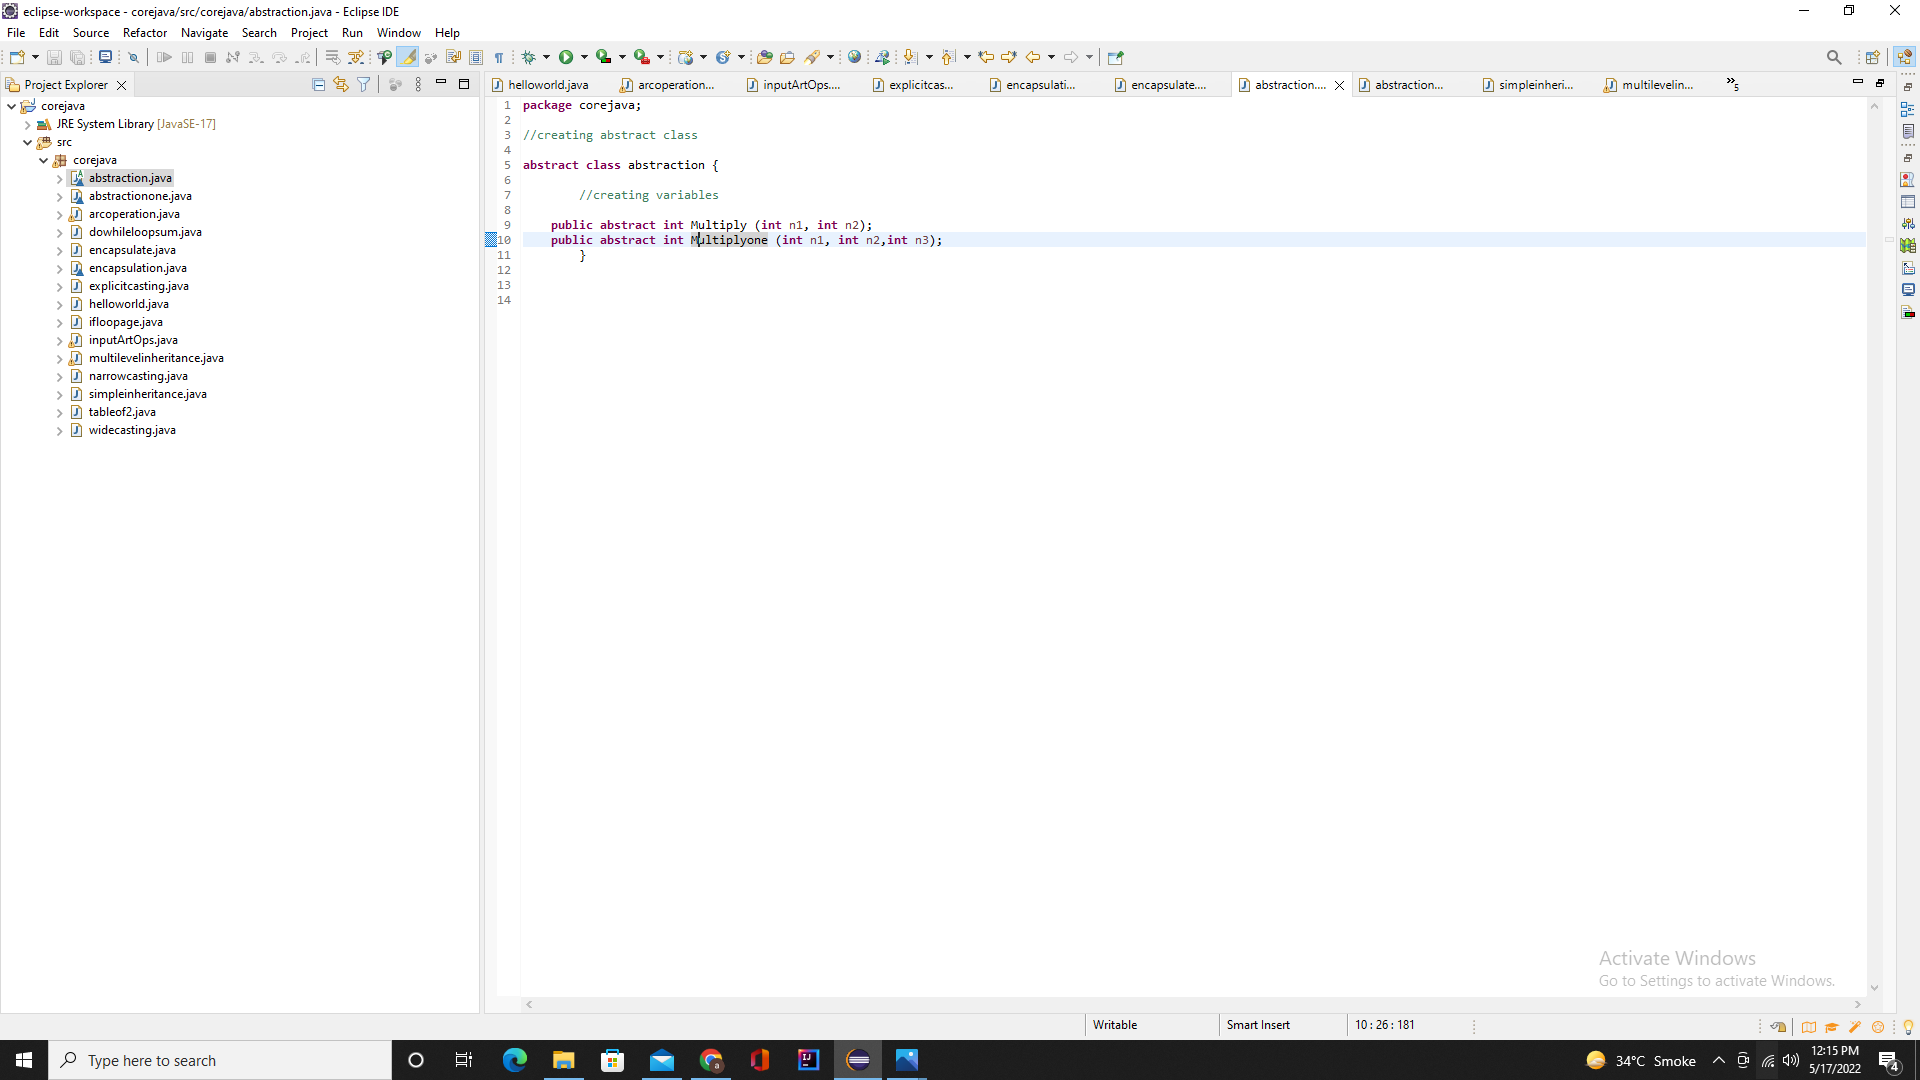 eclipse-workspace - corejava/src/corejava/abstraction.java - Eclipse IDE
File Edit Source Refactor Navigate Search Project Run Window Help
Project Explorer
helloworld.java arcoperation... inputArtOps.... explicitcas... encapsulati... encapsulate.... abstraction.... abstraction... simpleinheri... multilevelin... »5
corejava
JRE System Library [JavaSE-17]
src
corejava
abstraction.java
abstractionone.java
arcoperation.java
dowhileloopsum.java
encapsulate.java
encapsulation.java
explicitcasting.java
helloworld.java
ifloopage.java
inputArtOps.java
multilevelinheritance.java
narrowcasting.java
simpleinheritance.java
tableof2.java
widecasting.java
1 package corejava;
2
3 //creating abstract class
4
5 abstract class abstraction {
6
7 //creating variables
8
9 public abstract int Multiply (int n1, int n2);
10 public abstract int Multiplyone (int n1, int n2,int n3);
11 }
12
13
14
Activate Windows
Go to Settings to activate Windows.
Writable Smart Insert 10 : 26 : 181
Type here to search
34°C Smoke
12:15 PM
5/17/2022
4